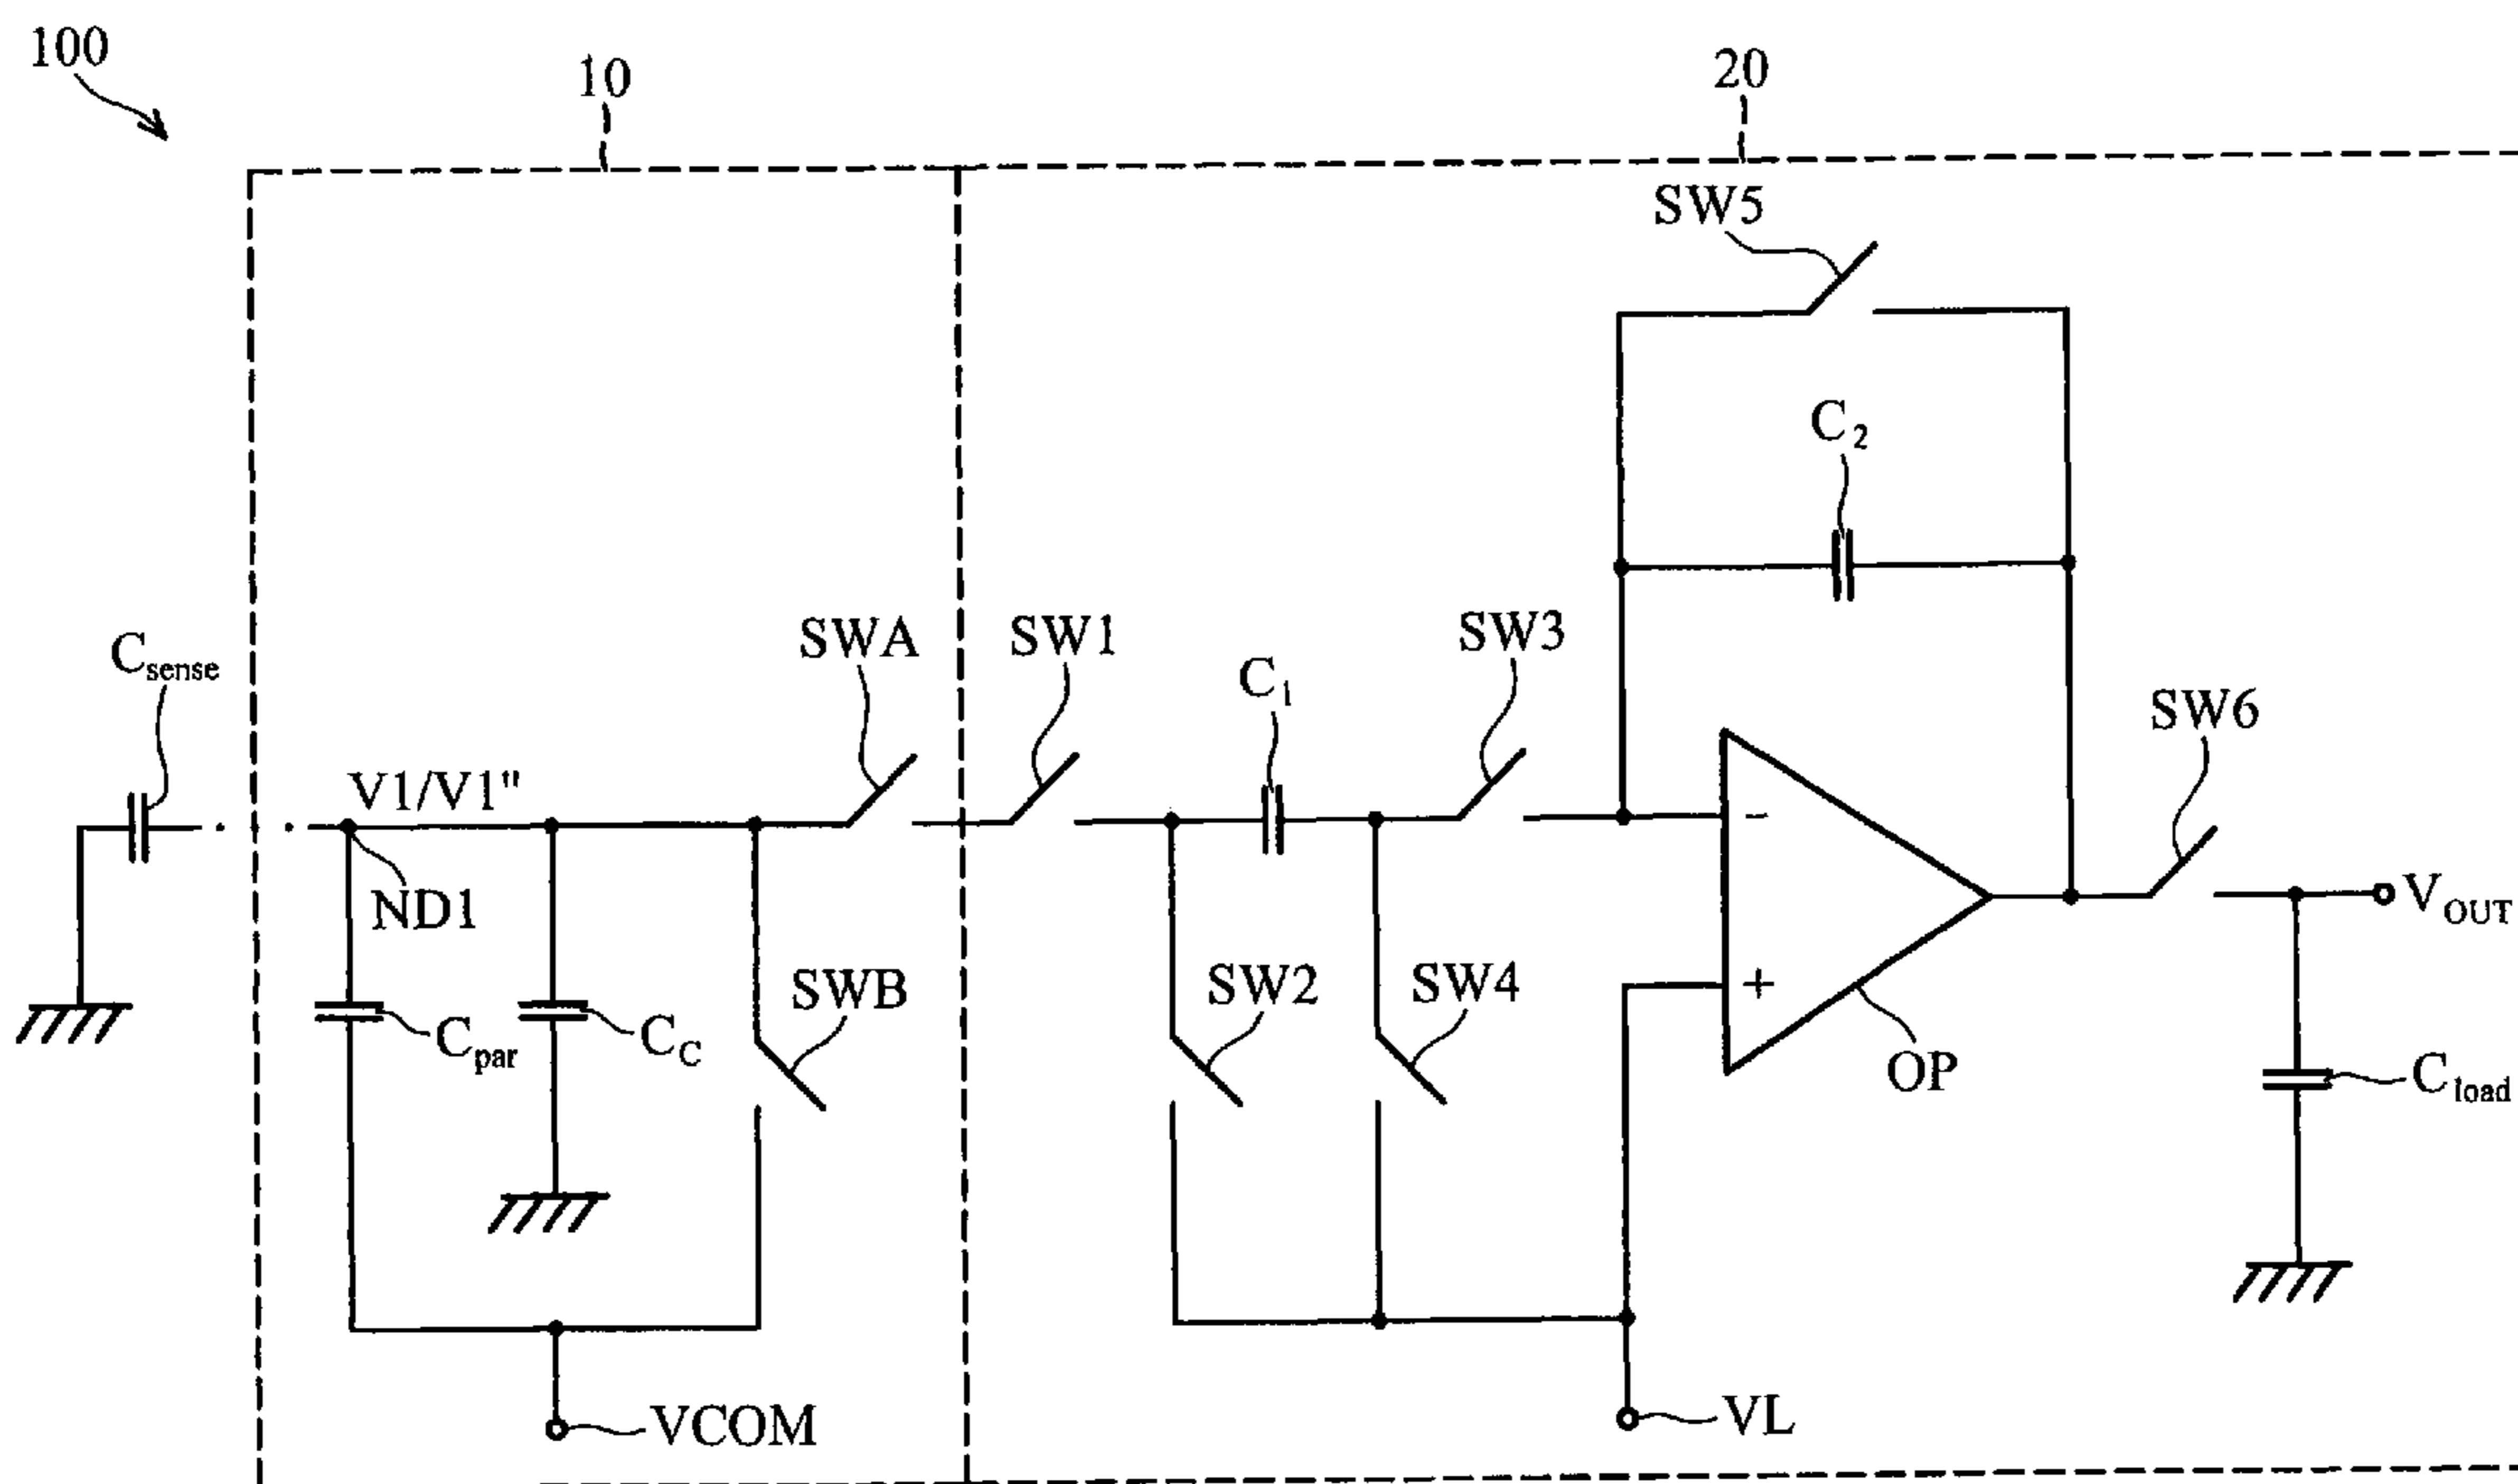 100
10
20
SW5
C2
SWA
SW1
SW3
Csense
C1
SW6
V1/V1"
ND1
-
VOUT
SWB
SW2
SW4
+
Cpar
CC
OP
Cload
VCOM
VL